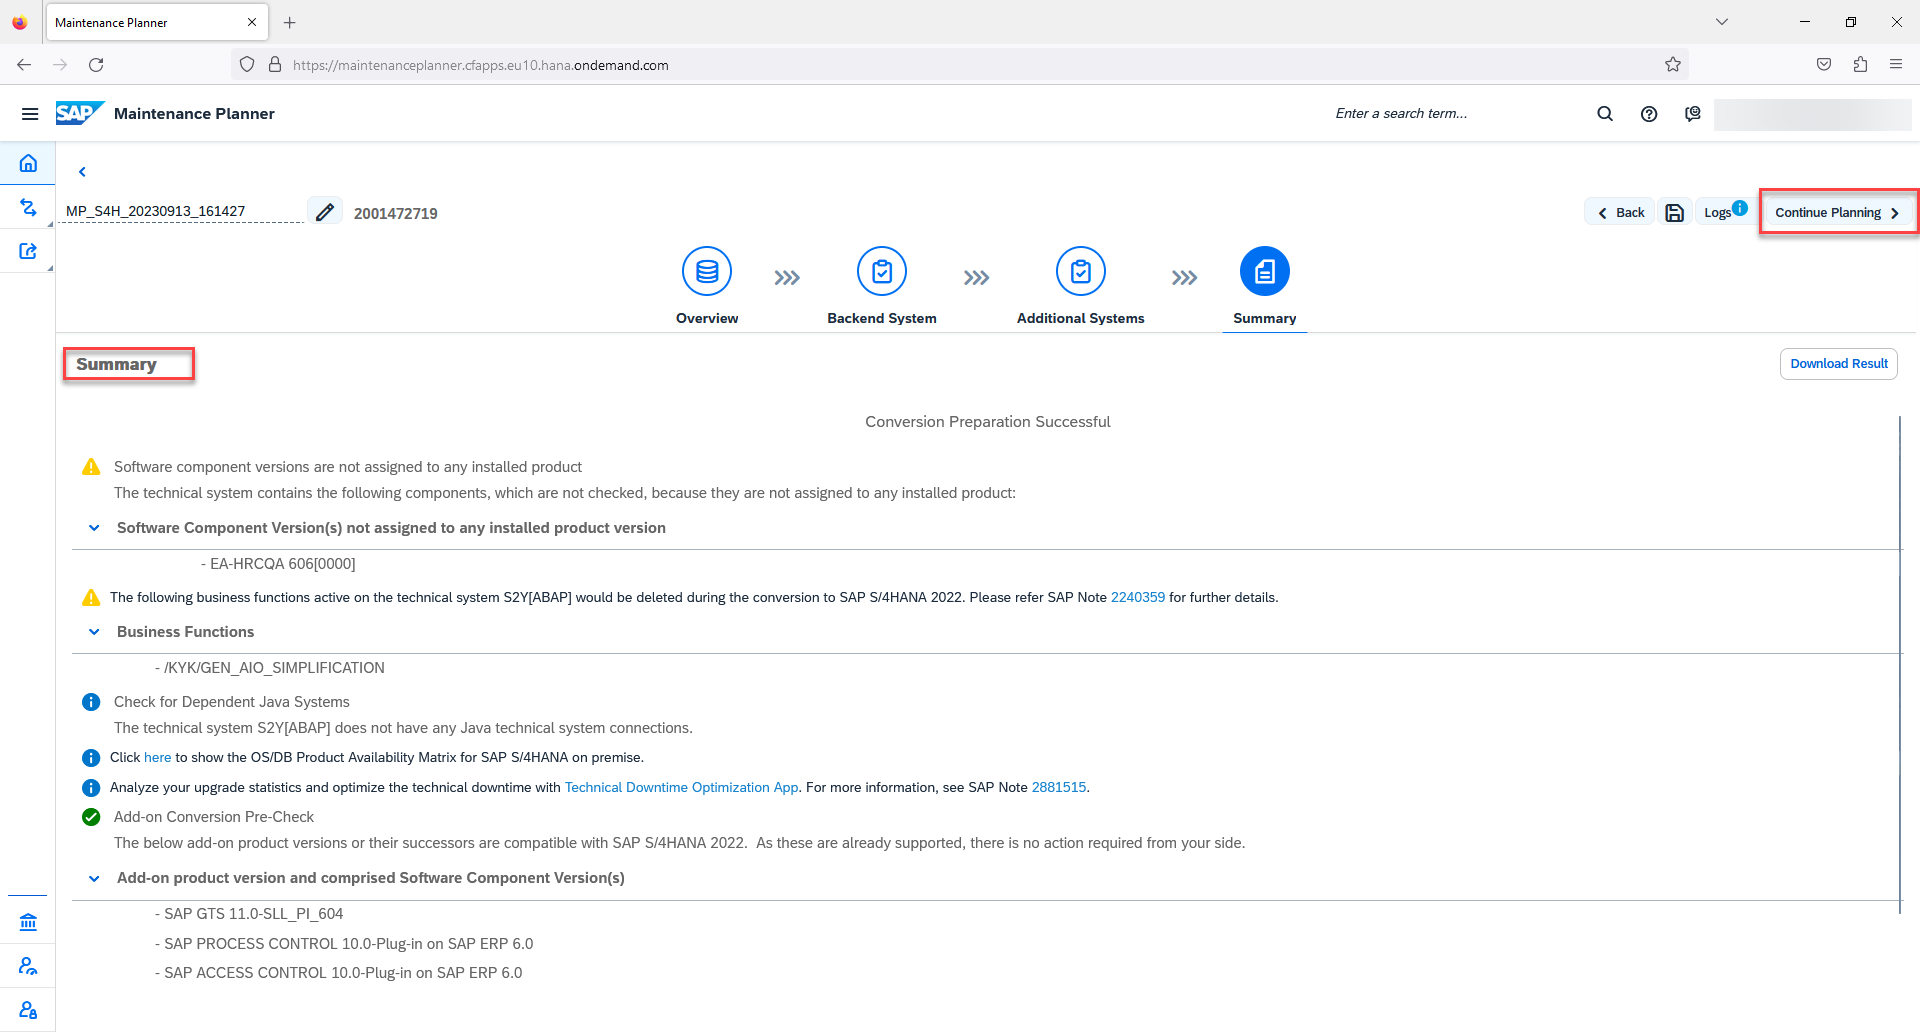 Maintenance Planner
https://maintenanceplanner.cfapps.eu10.hana.ondemand.com
SAP Maintenance Planner
Enter a search term...
MP_S4H_20230913_161427
2001472719
Back
Logs
Continue Planning
Overview
Backend System
Additional Systems
Summary
Summary
Download Result
Conversion Preparation Successful
Software component versions are not assigned to any installed product
The technical system contains the following components, which are not checked, because they are not assigned to any installed product:
Software Component Version(s) not assigned to any installed product version
- EA-HRCQA 606[0000]
The following business functions active on the technical system S2Y[ABAP] would be deleted during the conversion to SAP S/4HANA 2022. Please refer SAP Note 2240359 for further details.
Business Functions
- /KYK/GEN_AIO_SIMPLIFICATION
Check for Dependent Java Systems
The technical system S2Y[ABAP] does not have any Java technical system connections.
Click here to show the OS/DB Product Availability Matrix for SAP S/4HANA on premise.
Analyze your upgrade statistics and optimize the technical downtime with Technical Downtime Optimization App. For more information, see SAP Note 2881515.
Add-on Conversion Pre-Check
The below add-on product versions or their successors are compatible with SAP S/4HANA 2022.  As these are already supported, there is no action required from your side.
Add-on product version and comprised Software Component Version(s)
- SAP GTS 11.0-SLL_PI_604
- SAP PROCESS CONTROL 10.0-Plug-in on SAP ERP 6.0
- SAP ACCESS CONTROL 10.0-Plug-in on SAP ERP 6.0